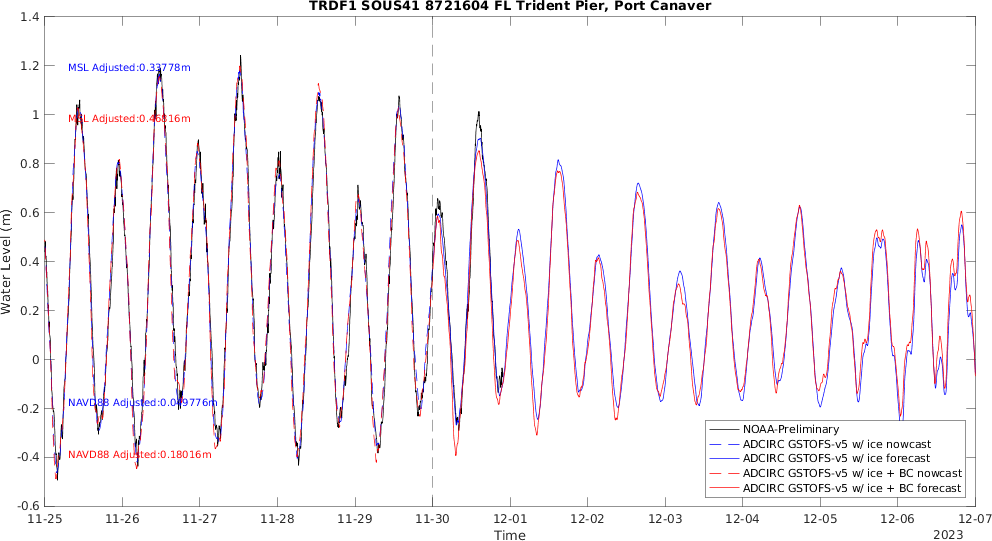 TRDF1 SOUS41 8721604 FL Trident Pier, Port Canaver
Water Level (m)
1.4
1.2
1
0.8
0.6
0.4
0.2
0
-0.2
-0.4
-0.6
MSL Adjusted:0.33778m
MSL Adjusted:0.46816m
NAVD88 Adjusted:0.049776m
NAVD88 Adjusted:0.18016m
NOAA-Preliminary
ADCIRC GSTOFS-v5 w/ ice nowcast
ADCIRC GSTOFS-v5 w/ ice forecast
ADCIRC GSTOFS-v5 w/ ice + BC nowcast
ADCIRC GSTOFS-v5 w/ ice + BC forecast
11-25 11-26 11-27 11-28 11-29 11-30 12-01 12-02 12-03 12-04 12-05 12-06 12-07
Time
2023